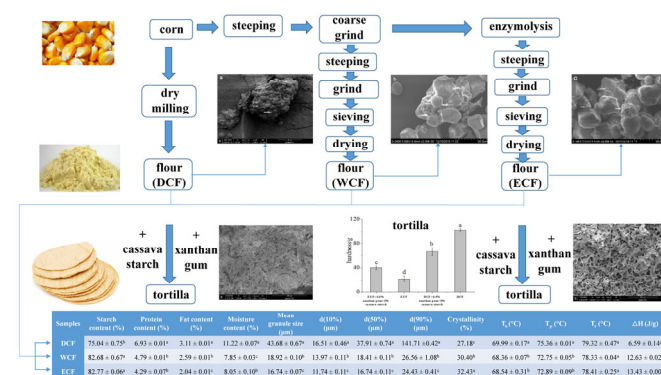 corn
steeping
coarse
grind
enzymolysis
steeping
steeping
dry
milling
grind
grind
sieving
sieving
drying
drying
flour
(DCF)
flour
(WCF)
flour
(ECF)
+ +
cassava xanthan
starch gum
tortilla
tortilla
hardness/g
c
d
b
a
ECF
DCF
+ +
cassava xanthan
starch gum
tortilla
Samples Starch content (%) Protein content (%) Fat content (%) Moisture content (%) Mean granule size (μm) d(10%) (μm) d(50%) (μm) d(90%) (μm) Crystallinity (%) To (°C) Tp (°C) Tc (°C) △H (J/g)
DCF 75.04 ± 0.75b 6.93 ± 0.01a 3.11 ± 0.01a 11.22 ± 0.07a 43.68 ± 0.67a 16.51 ± 0.46a 37.91 ± 0.74a 141.71 ±0.42a 27.18c 69.99 ± 0.17a 75.36 ± 0.01a 79.32 ± 0.47a 6.59 ± 0.14
WCF 82.68 ± 0.67a 4.79 ± 0.01b 2.59 ± 0.01b 7.85 ± 0.03c 18.92 ± 0.10b 13.97 ± 0.11b 18.41 ± 0.11b 26.56 ± 1.08b 30.40b 68.36 ± 0.07b 72.75 ± 0.05b 78.33 ± 0.04a 12.63 ± 0.02
ECF 82.77 ± 0.06a 4.29 ± 0.07b 2.04 ± 0.01c 8.05 ± 0.10b 16.74 ± 0.07c 11.74 ± 0.11c 16.74 ± 0.11c 24.43 ± 0.41c 32.43a 68.54 ± 0.31b 72.89 ± 0.09b 78.41 ± 0.25a 13.43 ± 0.00